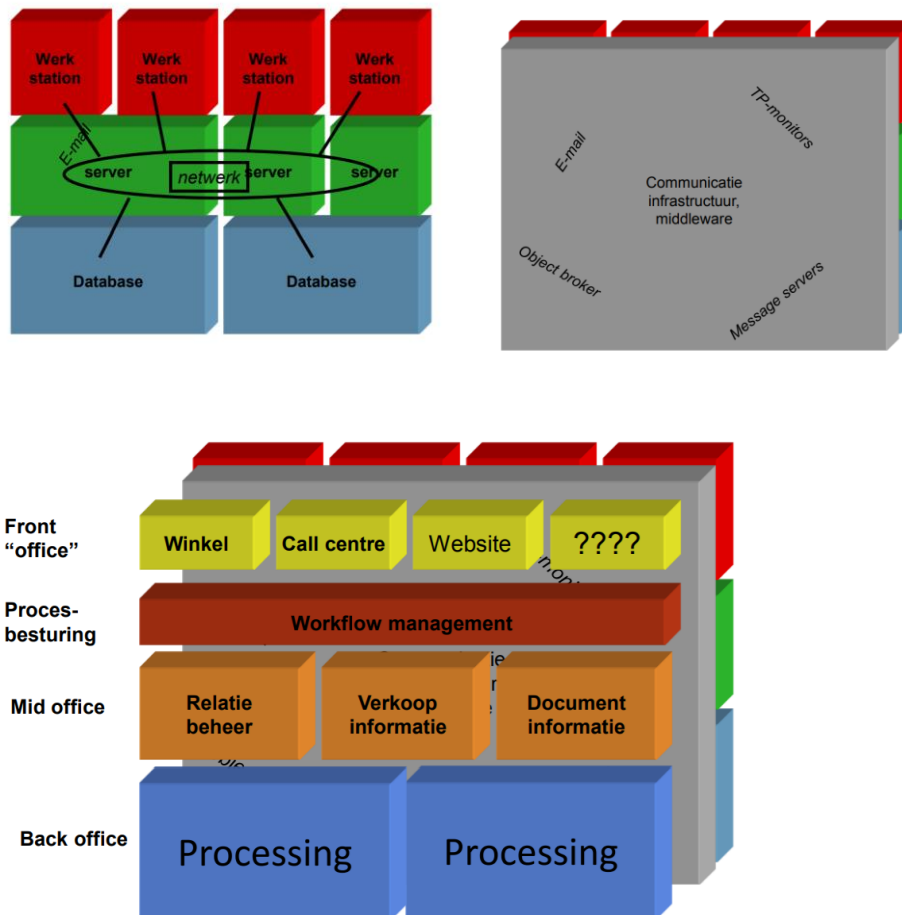 Werk station
Werk station
Werk station
Werk station
E-mail
server
netwerk
server
server
Database
Database
E-mail
TP-monitors
Communicatie
infrastructuur,
middleware
Object broker
Message servers
Front
“office”
Winkel
Call centre
Website
????
Proces-
besturing
Workflow management
Mid office
Relatie
beheer
Verkoop
informatie
Document
informatie
Back office
Processing
Processing